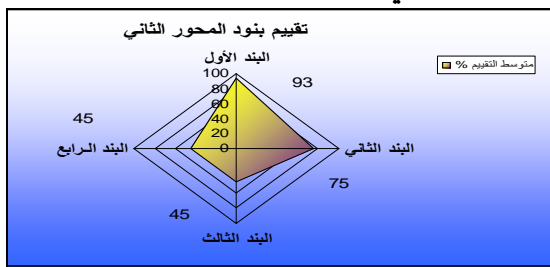 تقييم بنود المحور الثاني
البند الأول
متوسط التقييم %
100
80
60
40
20
0
93
45
البند الثاني
البند الرابع
75
45
البند الثالث